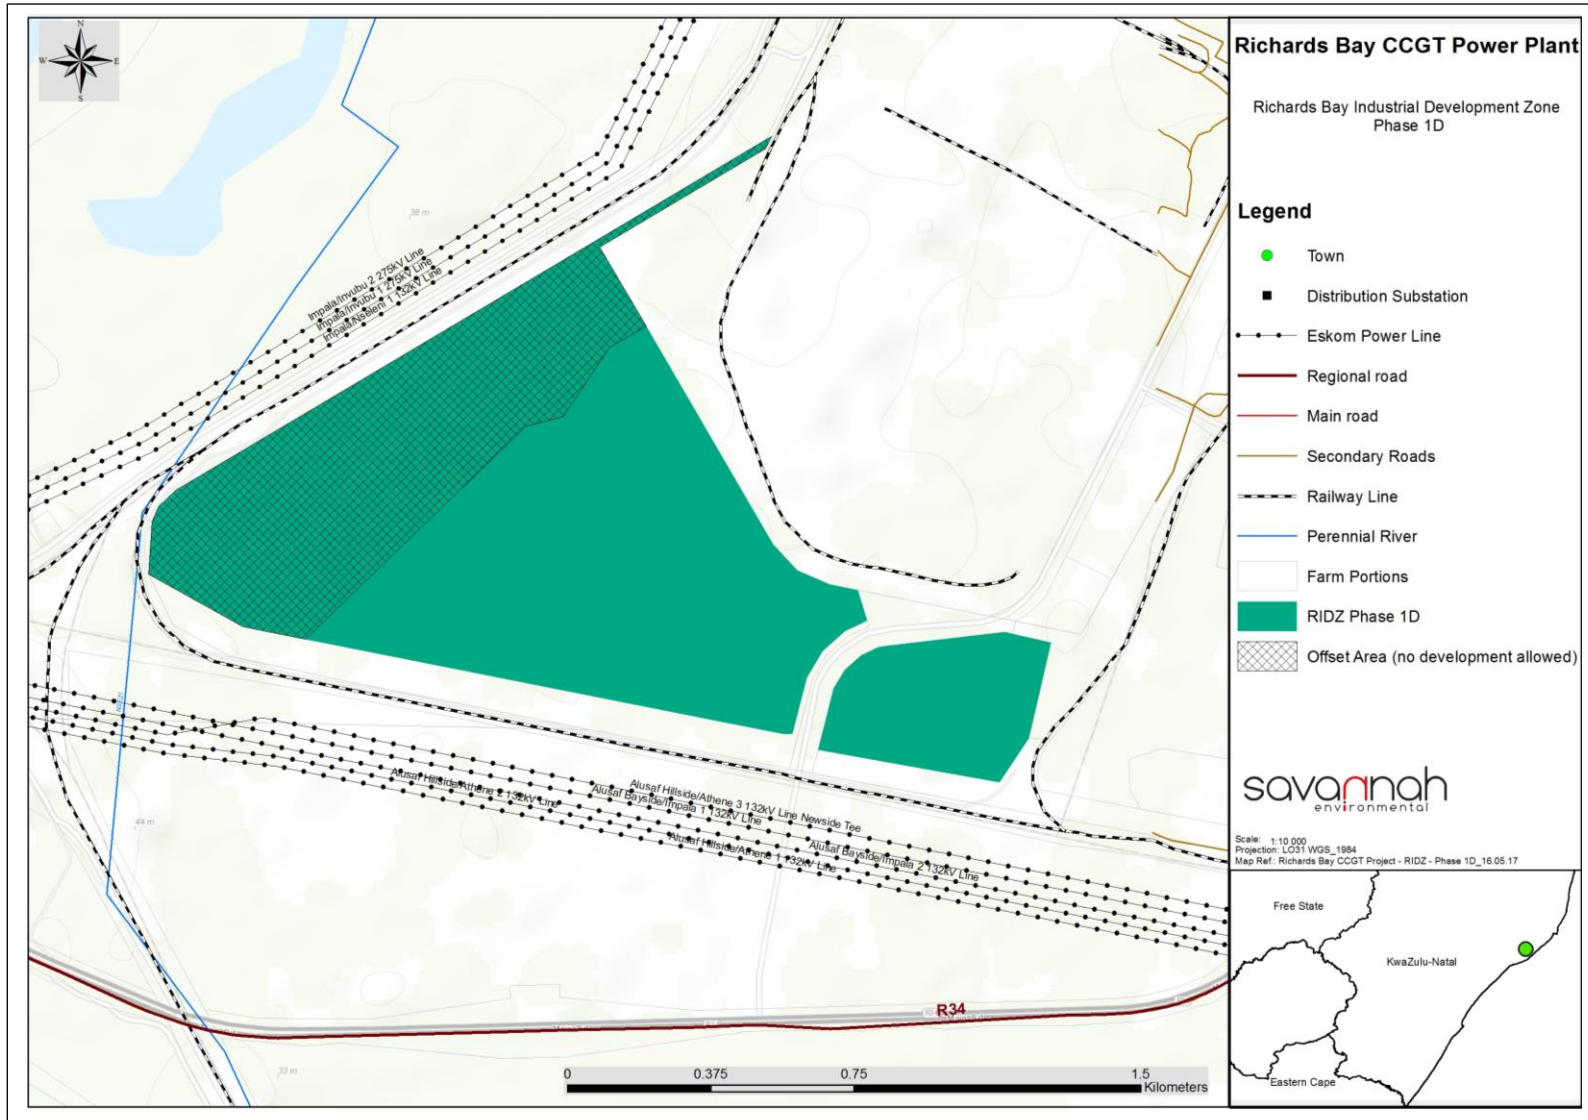 N
W
E
S
38 m
Impala/Invubu 2 275kV Line
Impala/Invubu 1 275kV Line
Impala/Nseleni 1 132kV Line
Alusaf Hillside/Athene 2 132kV Line
Alusaf Hillside/Athene 3 132kV Line Newside Tee
Alusaf Bayside/Impala 1 132kV Line
Alusaf Bayside/Impala 2 132kV Line
Alusaf Hillside/Athene 1 132kV Line
44 m
R34
33 m
0
0.375
0.75
1.5
Kilometers
Richards Bay CCGT Power Plant
Richards Bay Industrial Development Zone
Phase 1D
Legend
Town
Distribution Substation
Eskom Power Line
Regional road
Main road
Secondary Roads
Railway Line
Perennial River
Farm Portions
RIDZ Phase 1D
Offset Area (no development allowed)
savannah
environmental
Scale: 1:10 000
Projection: LO31 WGS_1984
Map Ref.: Richards Bay CCGT Project - RIDZ - Phase 1D_16.05.17
Free State
KwaZulu-Natal
Eastern Cape